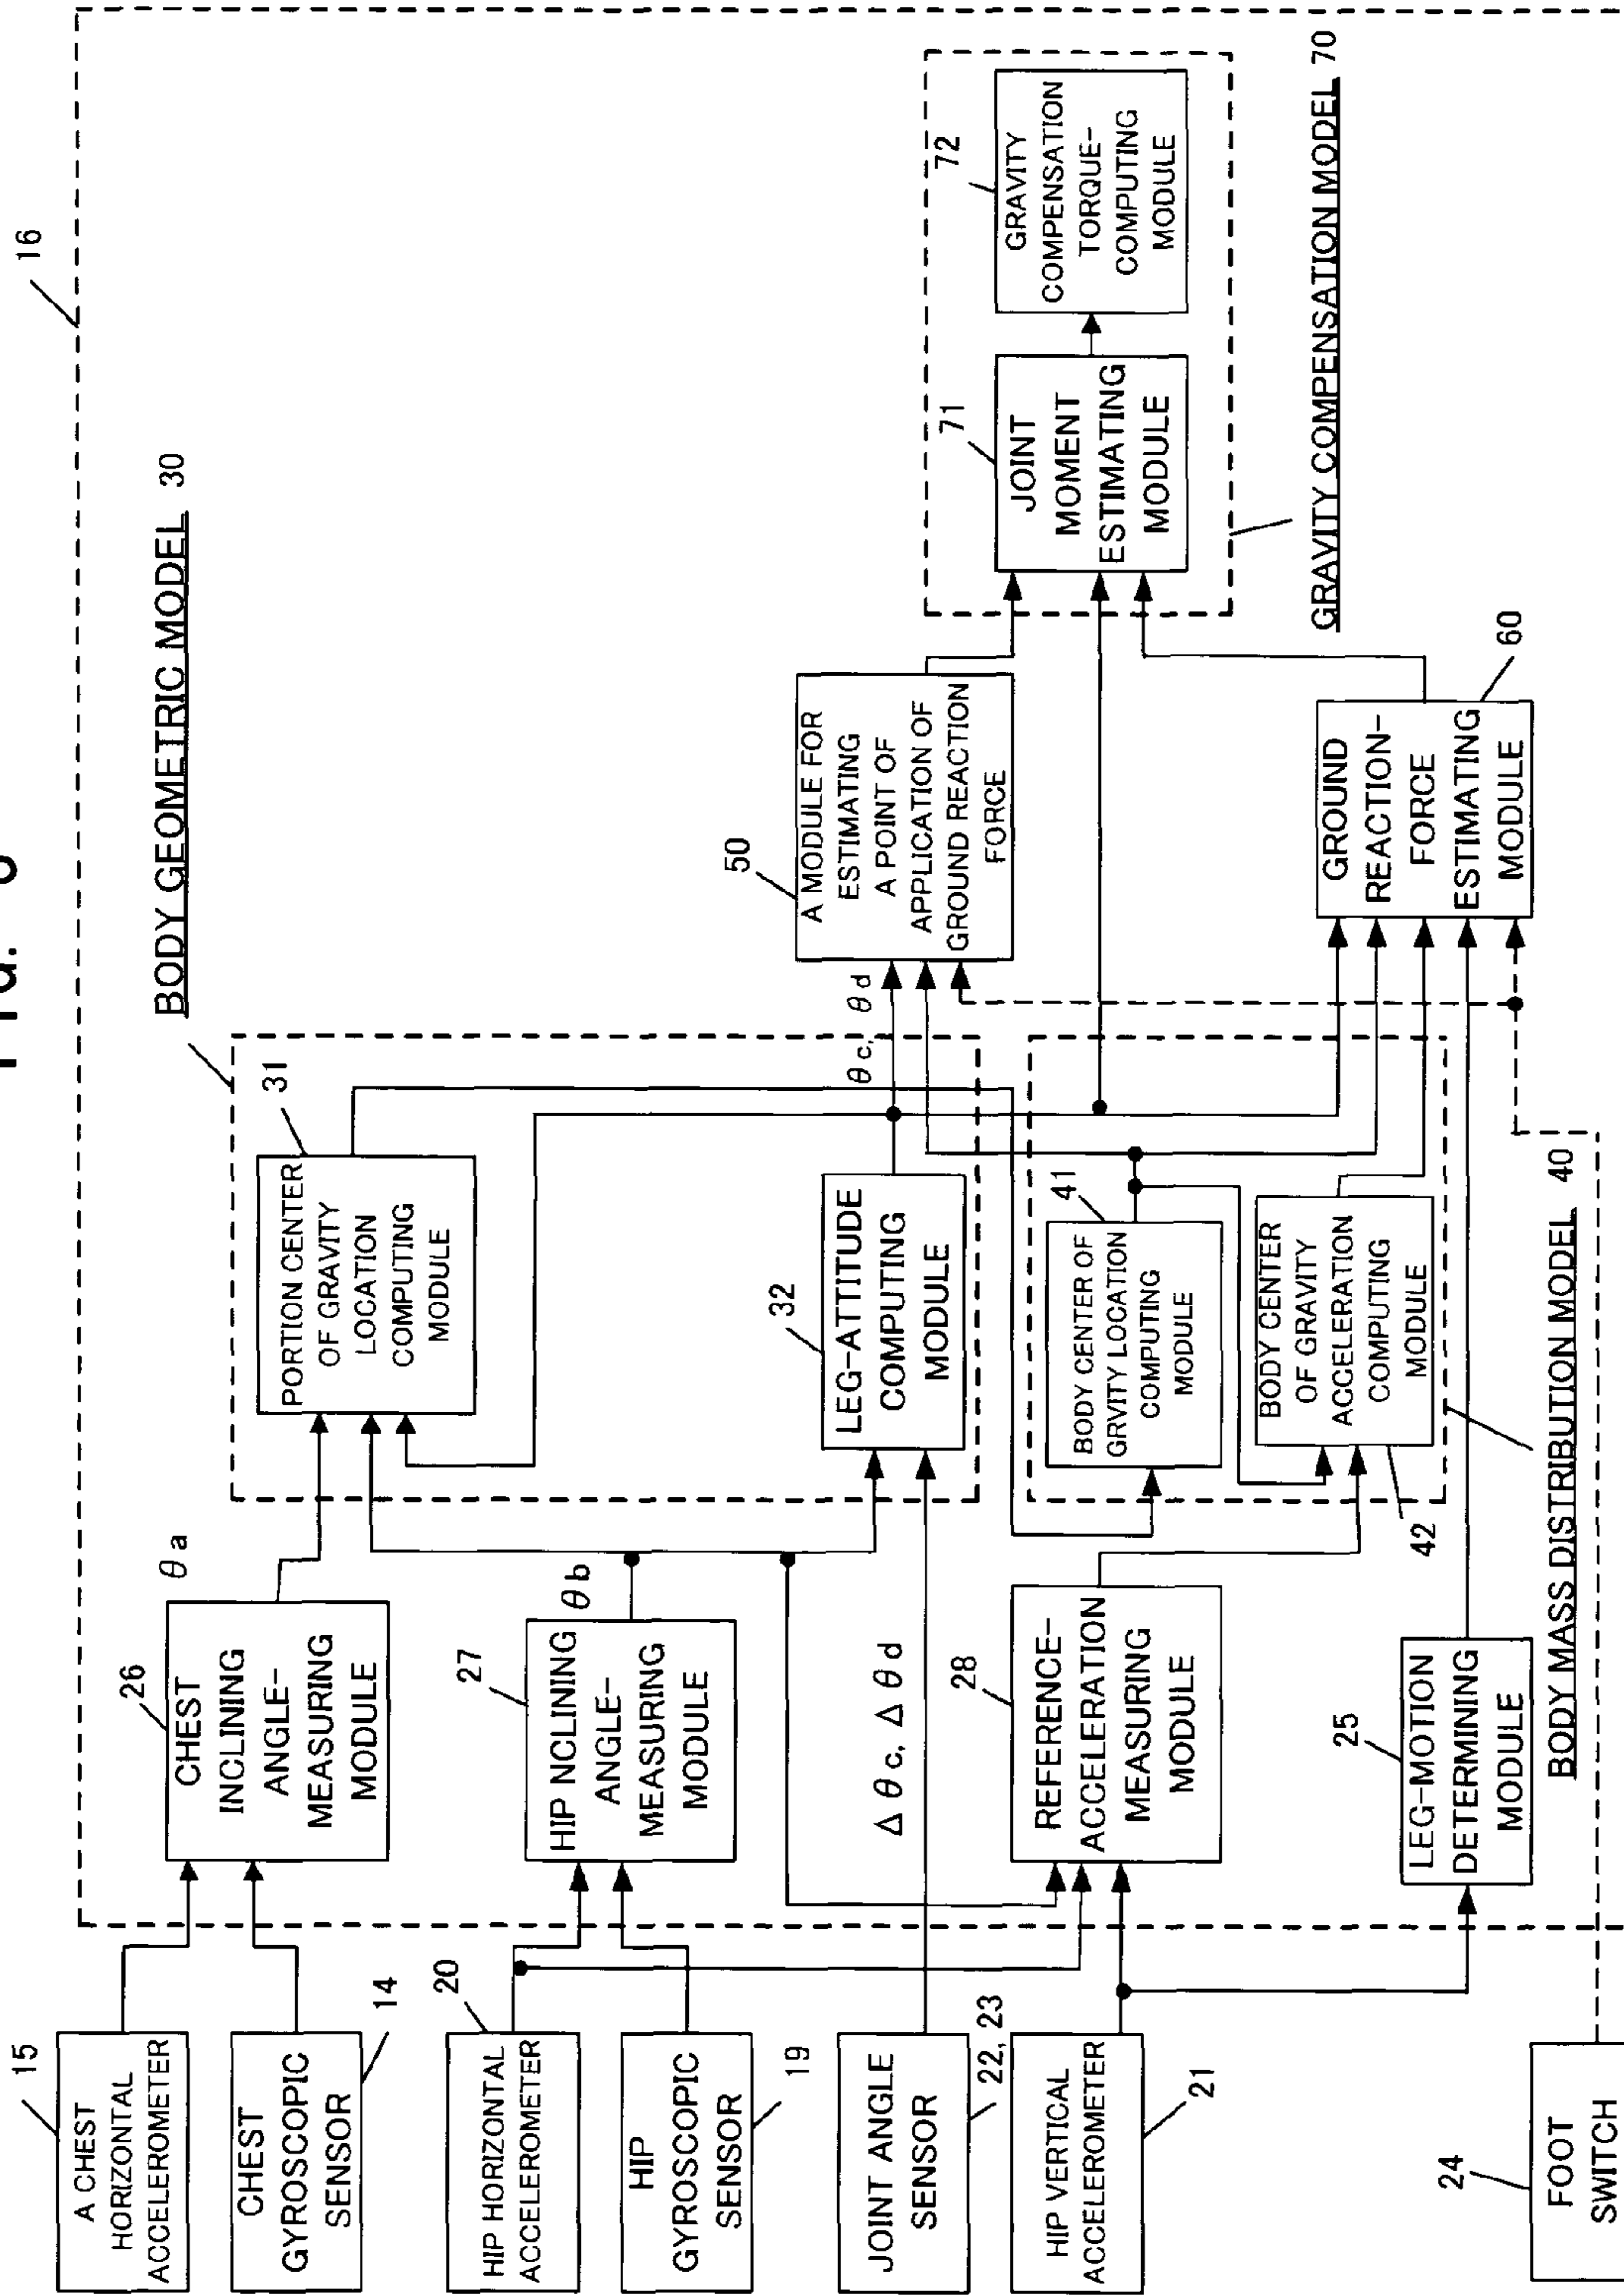 16
BODY GEOMETRIC MODEL 30
15
A CHEST
HORIZONTAL
ACCELEROMETER
CHEST
GYROSCOPIC
SENSOR
14
20
HIP HORIZONTAL
ACCELEROMETER
HIP
GYROSCOPIC
SENSOR
19
JOINT ANGLE
SENSOR
22, 23
HIP VERTICAL
ACCELEROMETER
21
24
FOOT
SWITCH
26
CHEST
INCLINING
ANGLE-
MEASURING
MODULE
θa
27
HIP NCLINING
ANGLE-
MEASURING
MODULE
θb
Δθc, Δθd
28
REFERENCE-
ACCELERATION
MEASURING
MODULE
25
LEG-MOTION
DETERMINING
MODULE
31
PORTION CENTER
OF GRAVITY
LOCATION
COMPUTING
MODULE
32
LEG-ATTITUDE
COMPUTING
MODULE
θc, θd
41
BODY CENTER OF
GRVITY LOCATION
COMPUTING
MODULE
BODY CENTER
OF GRAVITY
ACCELERATION
COMPUTING
MODULE
42
BODY MASS DISTRIBUTION MODEL 40
50
A MODULE FOR
ESTIMATING
A POINT OF
APPLICATION OF
GROUND REACTION
FORCE
GROUND
REACTION-
FORCE
ESTIMATING
MODULE
60
71
JOINT
MOMENT
ESTIMATING
MODULE
72
GRAVITY
COMPENSATION
TORQUE-
COMPUTING
MODULE
GRAVITY COMPENSATION MODEL 70